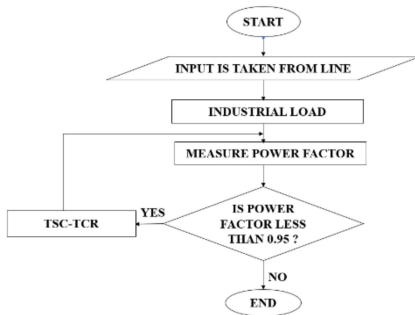 START
INPUT IS TAKEN FROM LINE
INDUSTRIAL LOAD
MEASURE POWER FACTOR
IS POWER
FACTOR LESS
THAN 0.95 ?
YES
TSC-TCR
NO
END